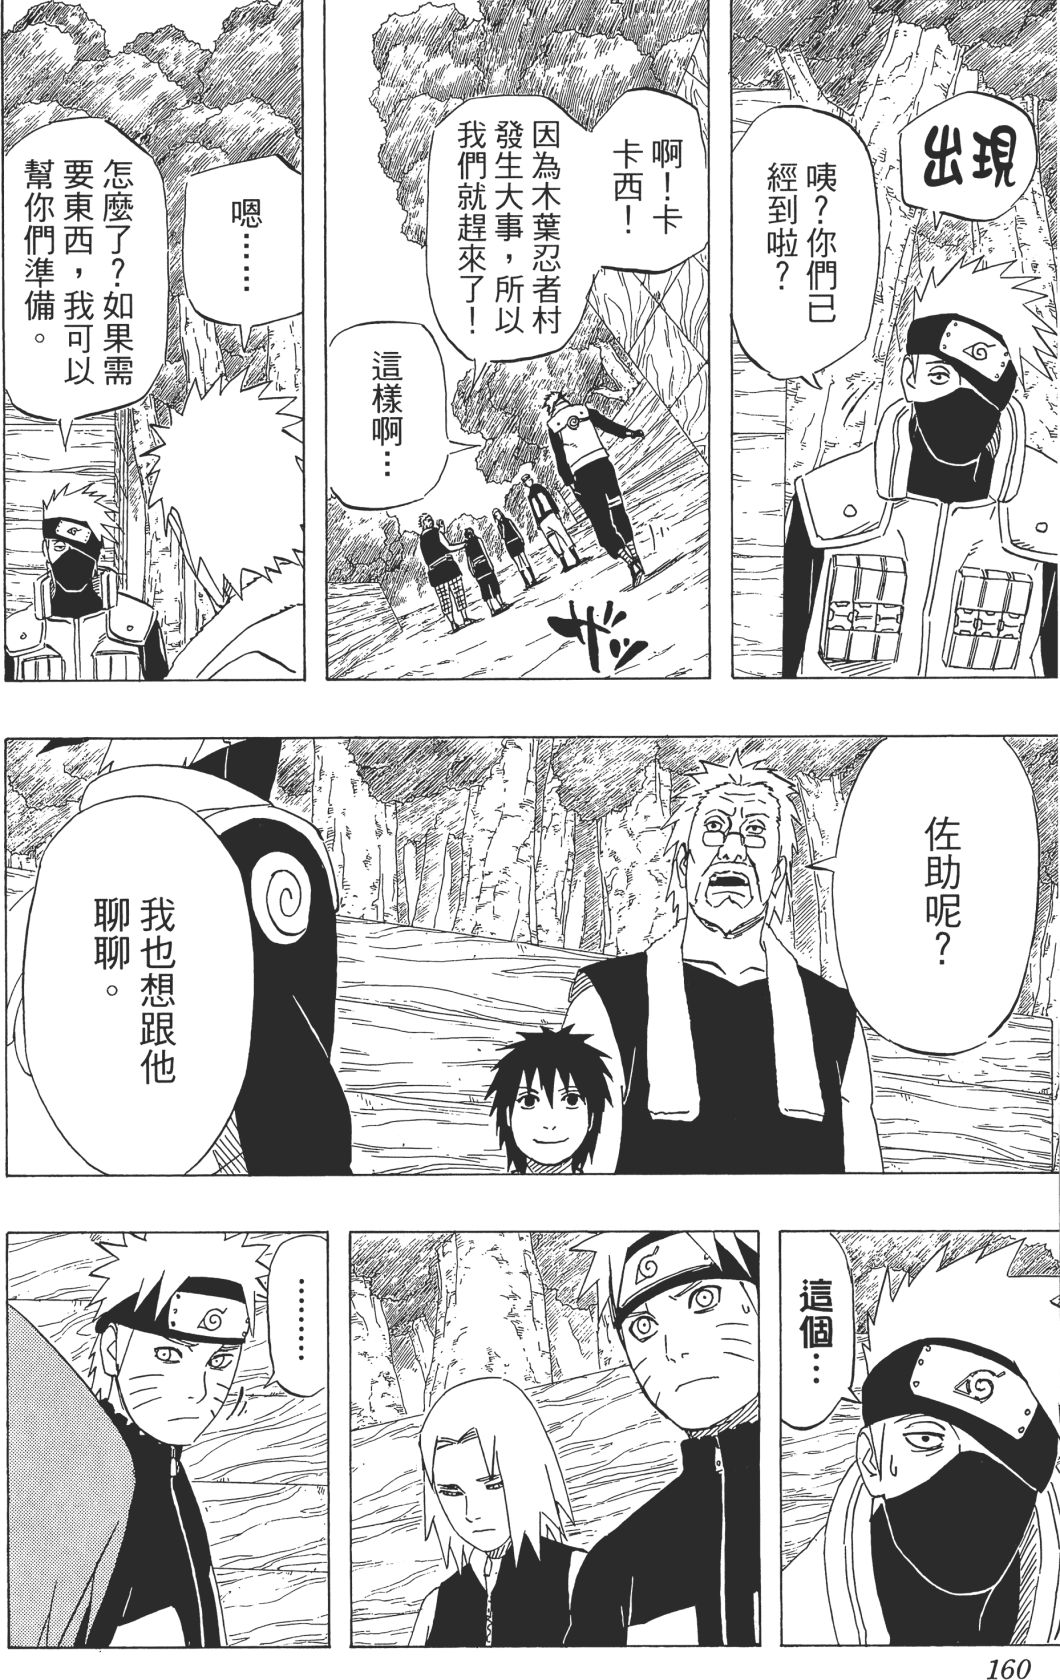 出現
咦？你們已
經到啦？
啊！卡
卡西！
因為木葉忍者村
發生大事，所以
我們就趕來了！
這樣啊…
ザッ
嗯……
怎麼了？如果需
要東西，我可以
幫你們準備。
佐助呢？
我也想跟他
聊聊。
這個…
………
160